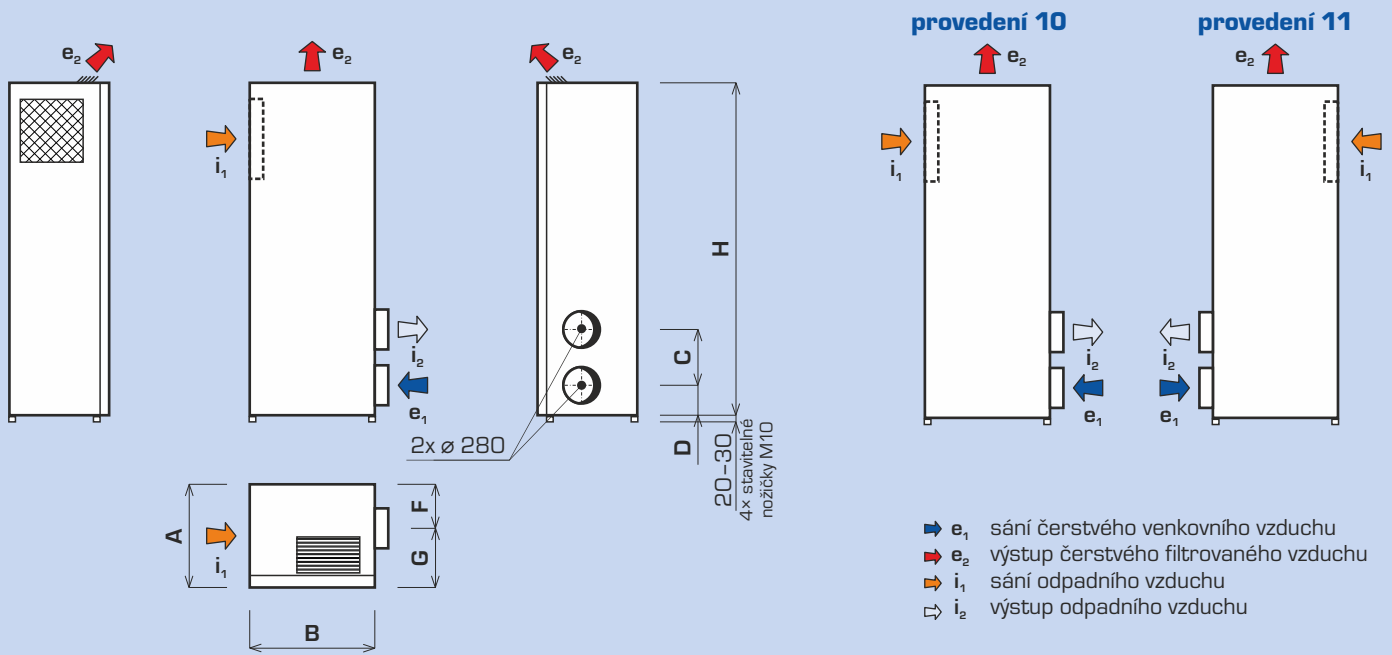 provedení 10
provedení 11
e₂
e₂
e₂
e₂
e₂
i₁
i₁
i₁
H
i₂
e₁
C
D
2x ø 280
20–30
4× stavitelné
nožičky M10
i₂
e₁
i₂
e₁
A
i₁
F
G
B
e₁ sání čerstvého venkovního vzduchu
e₂ výstup čerstvého filtrovaného vzduchu
i₁ sání odpadního vzduchu
i₂ výstup odpadního vzduchu